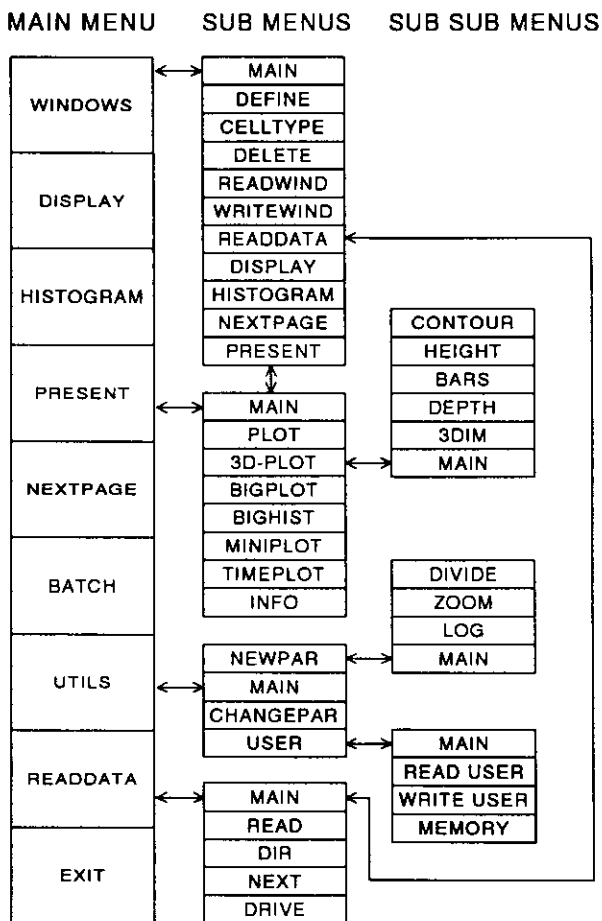 MAIN MENU
SUB MENUS
SUB SUB MENUS
WINDOWS
DISPLAY
HISTOGRAM
PRESENT
NEXTPAGE
BATCH
UTILS
READDATA
EXIT
MAIN
DEFINE
CELLTYPE
DELETE
READWIND
WRITEWIND
READDATA
DISPLAY
HISTOGRAM
NEXTPAGE
PRESENT
MAIN
PLOT
3D-PLOT
BIGPLOT
BIGHIST
MINIPLOT
TIMEPLOT
INFO
NEWPAR
MAIN
CHANGEPAR
USER
MAIN
READ
DIR
NEXT
DRIVE
CONTOUR
HEIGHT
BARS
DEPTH
3DIM
MAIN
DIVIDE
ZOOM
LOG
MAIN
MAIN
READ USER
WRITE USER
MEMORY